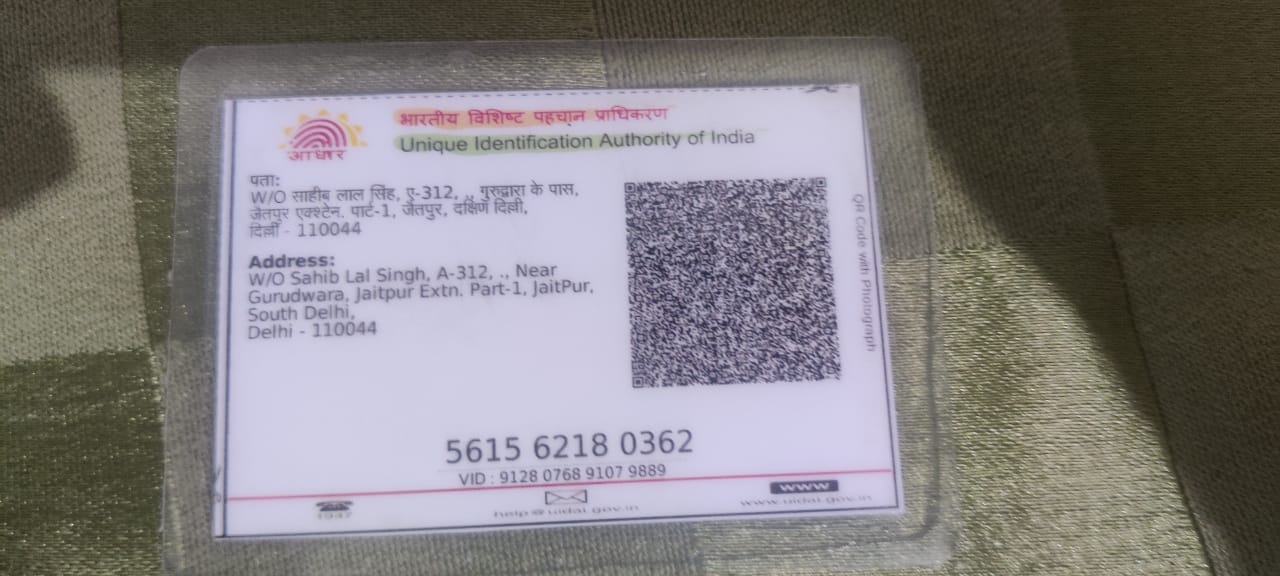 भारतीय विशिष्ट पहचान प्राधिकरण
Unique Identification Authority of India
आधार
पता:
W/O साहीब लाल सिंह, ए-312, ., गुरुद्वारा के पास,
जैतपुर एक्श्टेन. पार्ट-1, जैतपुर, दक्षिण दिल्ली,
दिल्ली - 110044
Address:
W/O Sahib Lal Singh, A-312, ., Near
Gurudwara, Jaitpur Extn. Part-1, JaitPur,
South Delhi,
Delhi - 110044
QR Code with Photograph
5615 6218 0362
VID : 9128 0768 9107 9889
1947
help@uidai.gov.in
www
www.uidai.gov.in